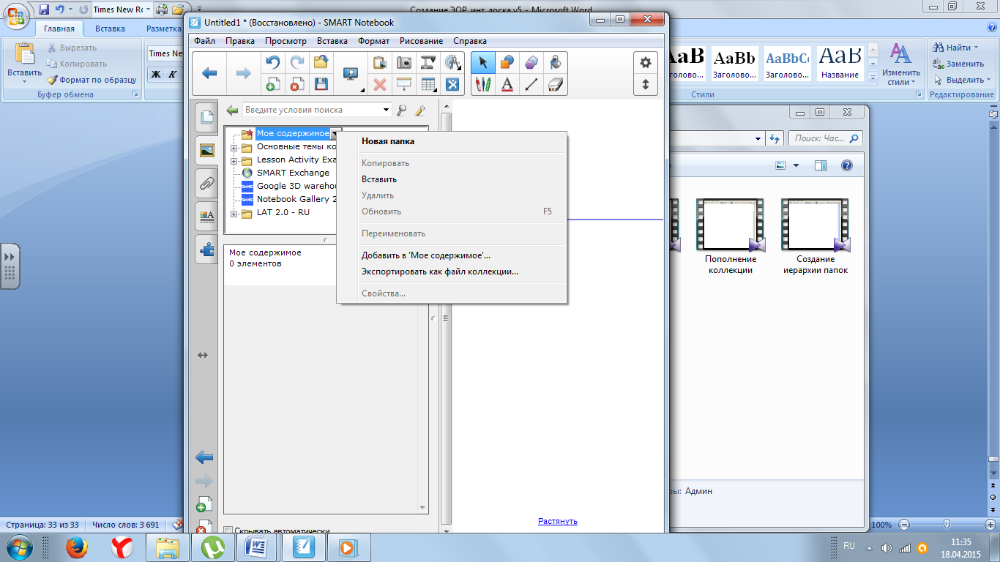 Times New Ro
Создание ЭОР_инт_доска v5 - Microsoft Word
Главная
Вставка
Разметка
Вставить
Вырезать
Копировать
Формат по образцу
Буфер обмена
Times Ne
Ж К
Untitled1 * (Восстановлено) - SMART Notebook
Файл Правка Просмотр Вставка Формат Рисование Справка
Введите условия поиска
Мое содержимое
Основные темы ко
Lesson Activity Exa
SMART Exchange
Google 3D wareho
Notebook Gallery 2
LAT 2.0 - RU
Мое содержимое
0 элементов
Новая папка
Копировать
Вставить
Удалить
Обновить F5
Переименовать
Добавить в 'Мое содержимое'...
Экспортировать как файл коллекции...
Свойства...
Растянуть
Скрывать автоматически
АаВ
AaBb
AaBbCc
АаВ
аголово...
Заголово...
Заголово...
Название
Изменить
стили
Стили
Найти
Заменить
Выделить
Редактирование
Поиск: Час...
Пополнение
коллекции
Создание
иерархии папок
ры: Админ
Страница: 33 из 33
Число слов: 3 691
100%
RU
11:35
18.04.2015